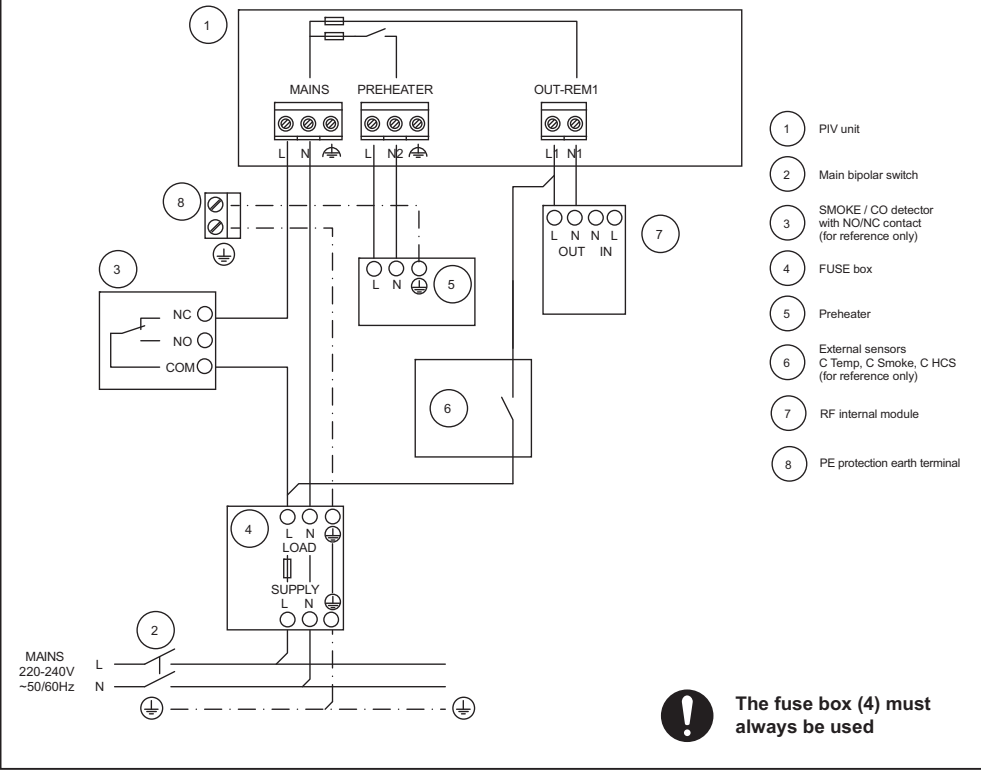 1
MAINS PREHEATER OUT-REM1
L N L N2 L1 N1
8
L N N L
OUT IN
7
3
L N
5
NC
NO
COM
6
4
L N
LOAD
SUPPLY
L N
2
MAINS
220-240V
~50/60Hz
L
N
1 PIV unit
2 Main bipolar switch
3 SMOKE / CO detector
with NO/NC contact
(for reference only)
4 FUSE box
5 Preheater
6 External sensors
C Temp, C Smoke, C HCS
(for reference only)
7 RF internal module
8 PE protection earth terminal
The fuse box (4) must
always be used